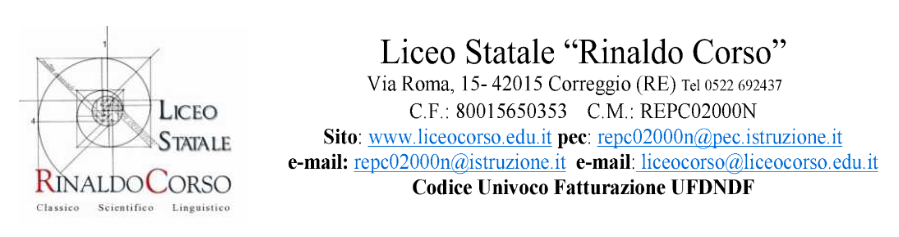 1
4
LICEO
STATALE
RINALDOCORSO
Classico Scientifico Linguistico
Liceo Statale “Rinaldo Corso”
Via Roma, 15- 42015 Correggio (RE) Tel 0522 692437
C.F.: 80015650353 C.M.: REPC02000N
Sito: www.liceocorso.edu.it pec: repc02000n@pec.istruzione.it
e-mail: repc02000n@istruzione.it e-mail: liceocorso@liceocorso.edu.it
Codice Univoco Fatturazione UFDNDF